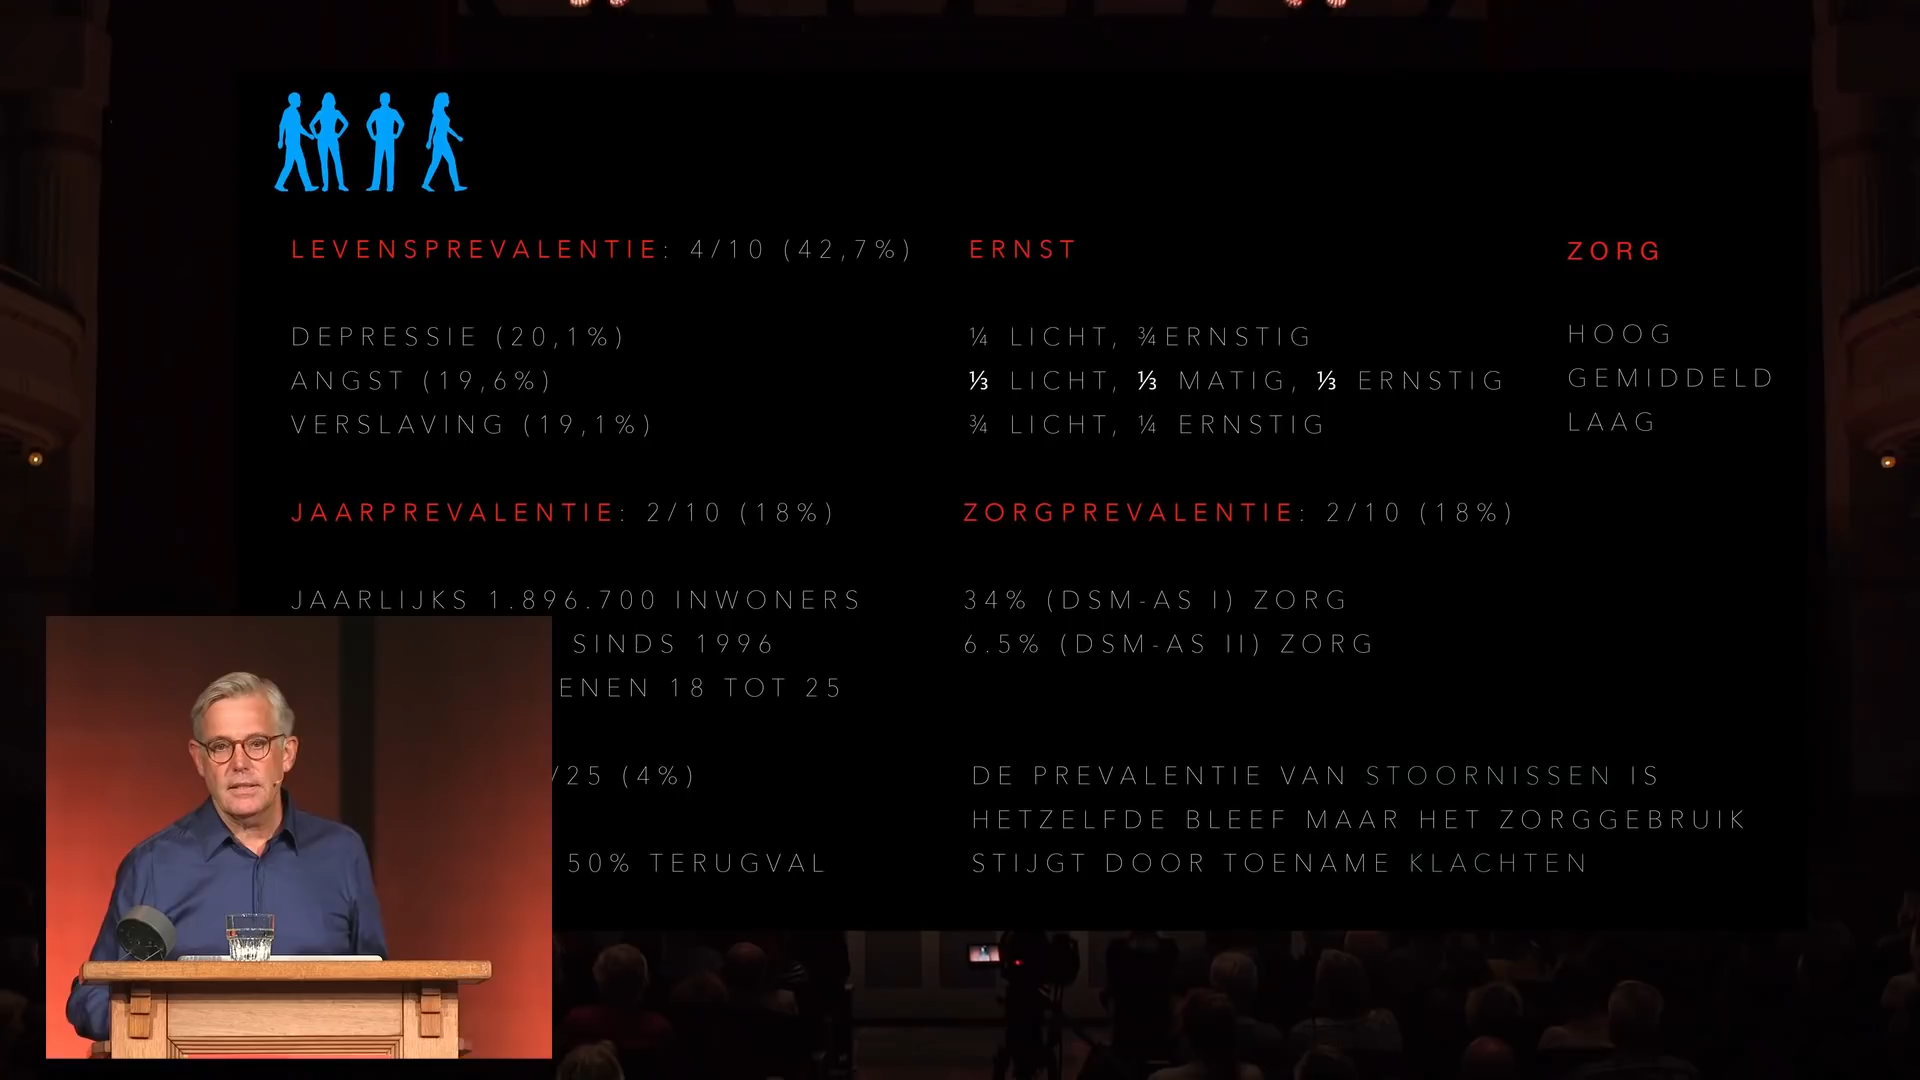 LEVENSPREVALENTIE: 4/10 (42,7%)
DEPRESSIE (20,1%)
ANGST (19,6%)
VERSLAVING (19,1%)
ERNST
¼ LICHT, ¾ ERNSTIG
⅓ LICHT, ⅓ MATIG, ⅓ ERNSTIG
¾ LICHT, ¼ ERNSTIG
ZORG
HOOG
GEMIDDELD
LAAG
JAARPREVALENTIE: 2/10 (18%)
JAARLIJKS 1.896.700 INWONERS
SINDS 1996
18 TOT 25
(4%)
50% TERUGVAL
ZORGPREVALENTIE: 2/10 (18%)
34% (DSM-AS I) ZORG
6.5% (DSM-AS II) ZORG
DE PREVALENTIE VAN STOORNISSEN IS
HETZELFDE BLEEF MAAR HET ZORGGEBRUIK
STIJGT DOOR TOENAME KLACHTEN